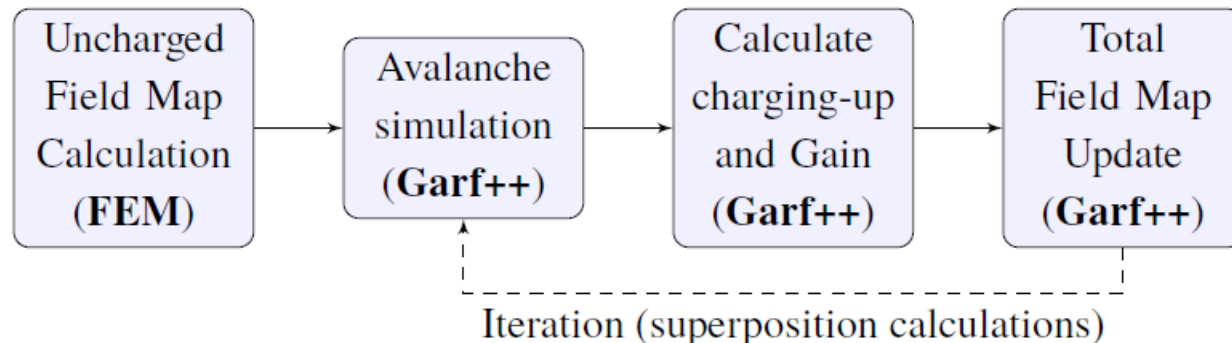 Uncharged
Field Map
Calculation
(FEM)
Avalanche
simulation
(Garf++)
Calculate
charging-up
and Gain
(Garf++)
Total
Field Map
Update
(Garf++)
Iteration (superposition calculations)